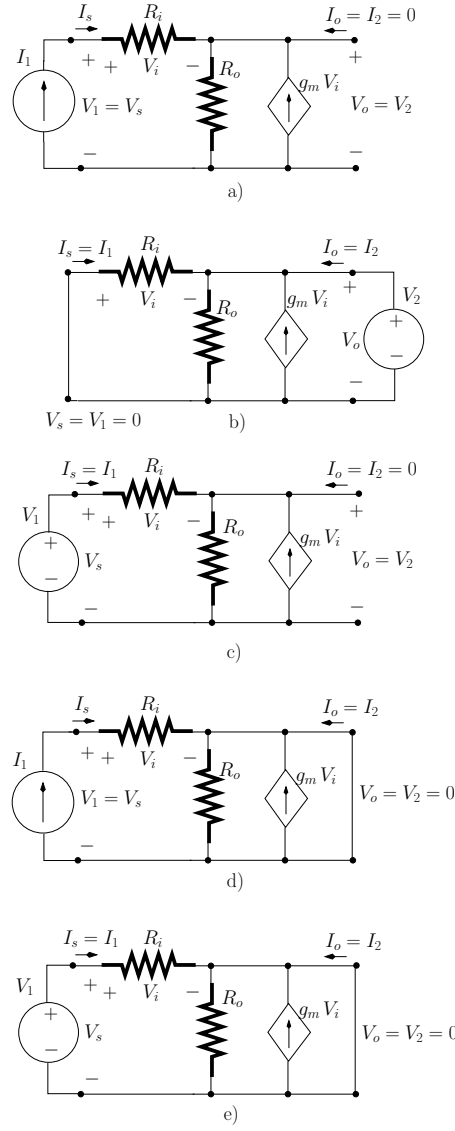 I_s R_i I_o = I_2 = 0
I_1 + + V_i − R_o g_m V_i +
V_1 = V_s V_o = V_2
− −
a)
I_s = I_1 R_i I_o = I_2
+ V_i − R_o g_m V_i + V_2
V_o + −
V_s = V_1 = 0 −
b)
I_s = I_1 R_i I_o = I_2 = 0
V_1 + + V_i − R_o g_m V_i +
+ − V_s V_o = V_2
− −
c)
I_s R_i I_o = I_2
I_1 + + V_i − R_o g_m V_i
V_1 = V_s V_o = V_2 = 0
−
d)
I_s = I_1 R_i I_o = I_2
V_1 + + V_i − R_o g_m V_i
+ − V_s V_o = V_2 = 0
−
e)